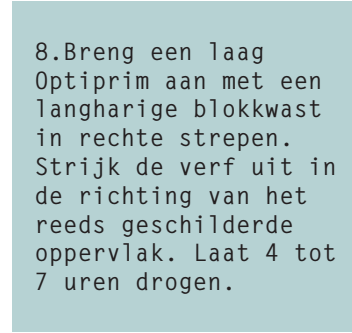 8.Breng een laag
Optiprim aan met een
langharige blokkwast
in rechte strepen.
Strijk de verf uit in
de richting van het
reeds geschilderde
oppervlak. Laat 4 tot
7 uren drogen.